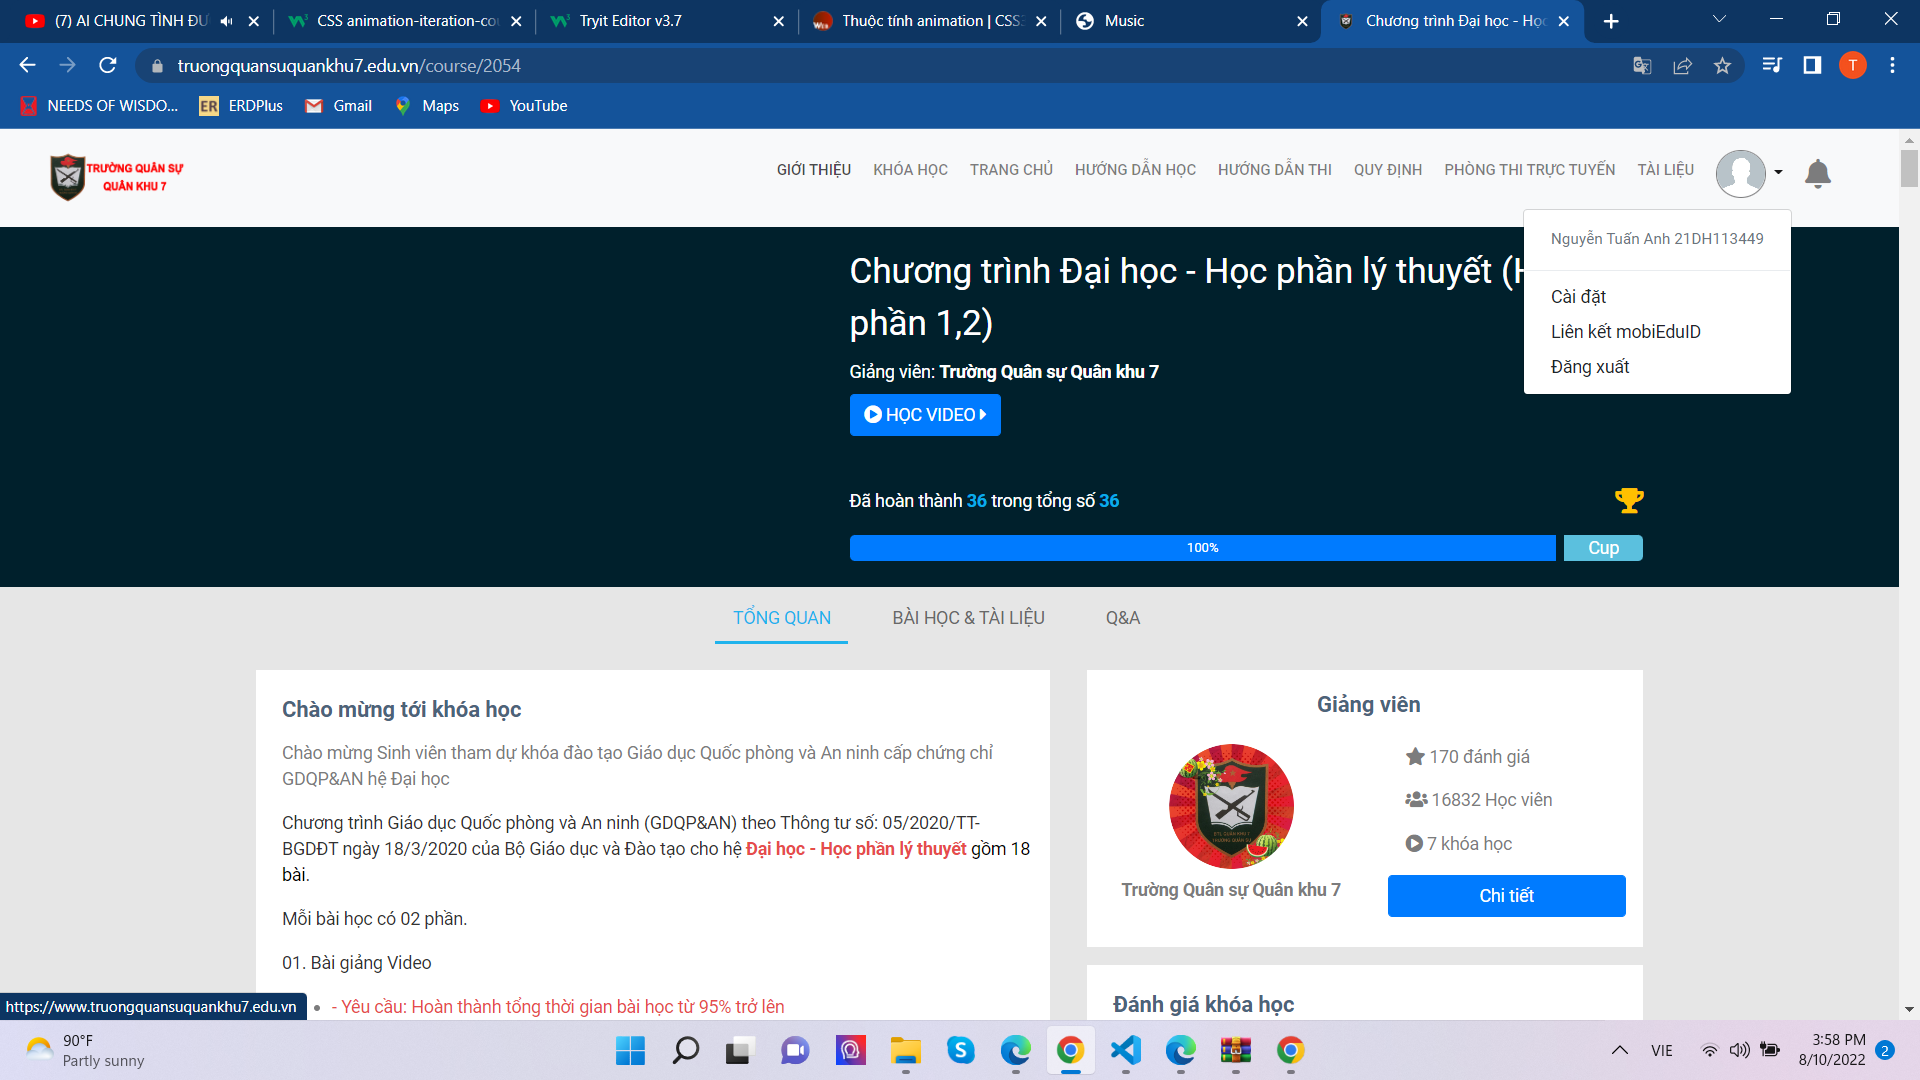 (7) AI CHUNG TÌNH ĐƯ
CSS animation-iteration-cou
Tryit Editor v3.7
Thuộc tính animation | CSS3
Music
Chương trình Đại học - Học
truongquansuquankhu7.edu.vn/course/2054
T
NEEDS OF WISDO...
ER
ERDPlus
Gmail
Maps
YouTube
TRƯỜNG QUÂN SỰ
QUÂN KHU 7
GIỚI THIỆU
KHÓA HỌC
TRANG CHỦ
HƯỚNG DẪN HỌC
HƯỚNG DẪN THI
QUY ĐỊNH
PHÒNG THI TRỰC TUYẾN
TÀI LIỆU
Nguyễn Tuấn Anh 21DH113449
Cài đặt
Liên kết mobiEduID
Đăng xuất
Chương trình Đại học - Học phần lý thuyết (H
phần 1,2)
Giảng viên: Trường Quân sự Quân khu 7
HỌC VIDEO
Đã hoàn thành 36 trong tổng số 36
100%
Cup
TỔNG QUAN
BÀI HỌC & TÀI LIỆU
Q&A
Chào mừng tới khóa học
Chào mừng Sinh viên tham dự khóa đào tạo Giáo dục Quốc phòng và An ninh cấp chứng chỉ
GDQP&AN hệ Đại học
Chương trình Giáo dục Quốc phòng và An ninh (GDQP&AN) theo Thông tư số: 05/2020/TT-
BGDĐT ngày 18/3/2020 của Bộ Giáo dục và Đào tạo cho hệ Đại học - Học phần lý thuyết gồm 18
bài.
Mỗi bài học có 02 phần.
01. Bài giảng Video
- Yêu cầu: Hoàn thành tổng thời gian bài học từ 95% trở lên
Giảng viên
170 đánh giá
16832 Học viên
7 khóa học
Trường Quân sự Quân khu 7
Chi tiết
Đánh giá khóa học
https://www.truongquansuquankhu7.edu.vn
90°F
Partly sunny
VIE
3:58 PM
8/10/2022
2